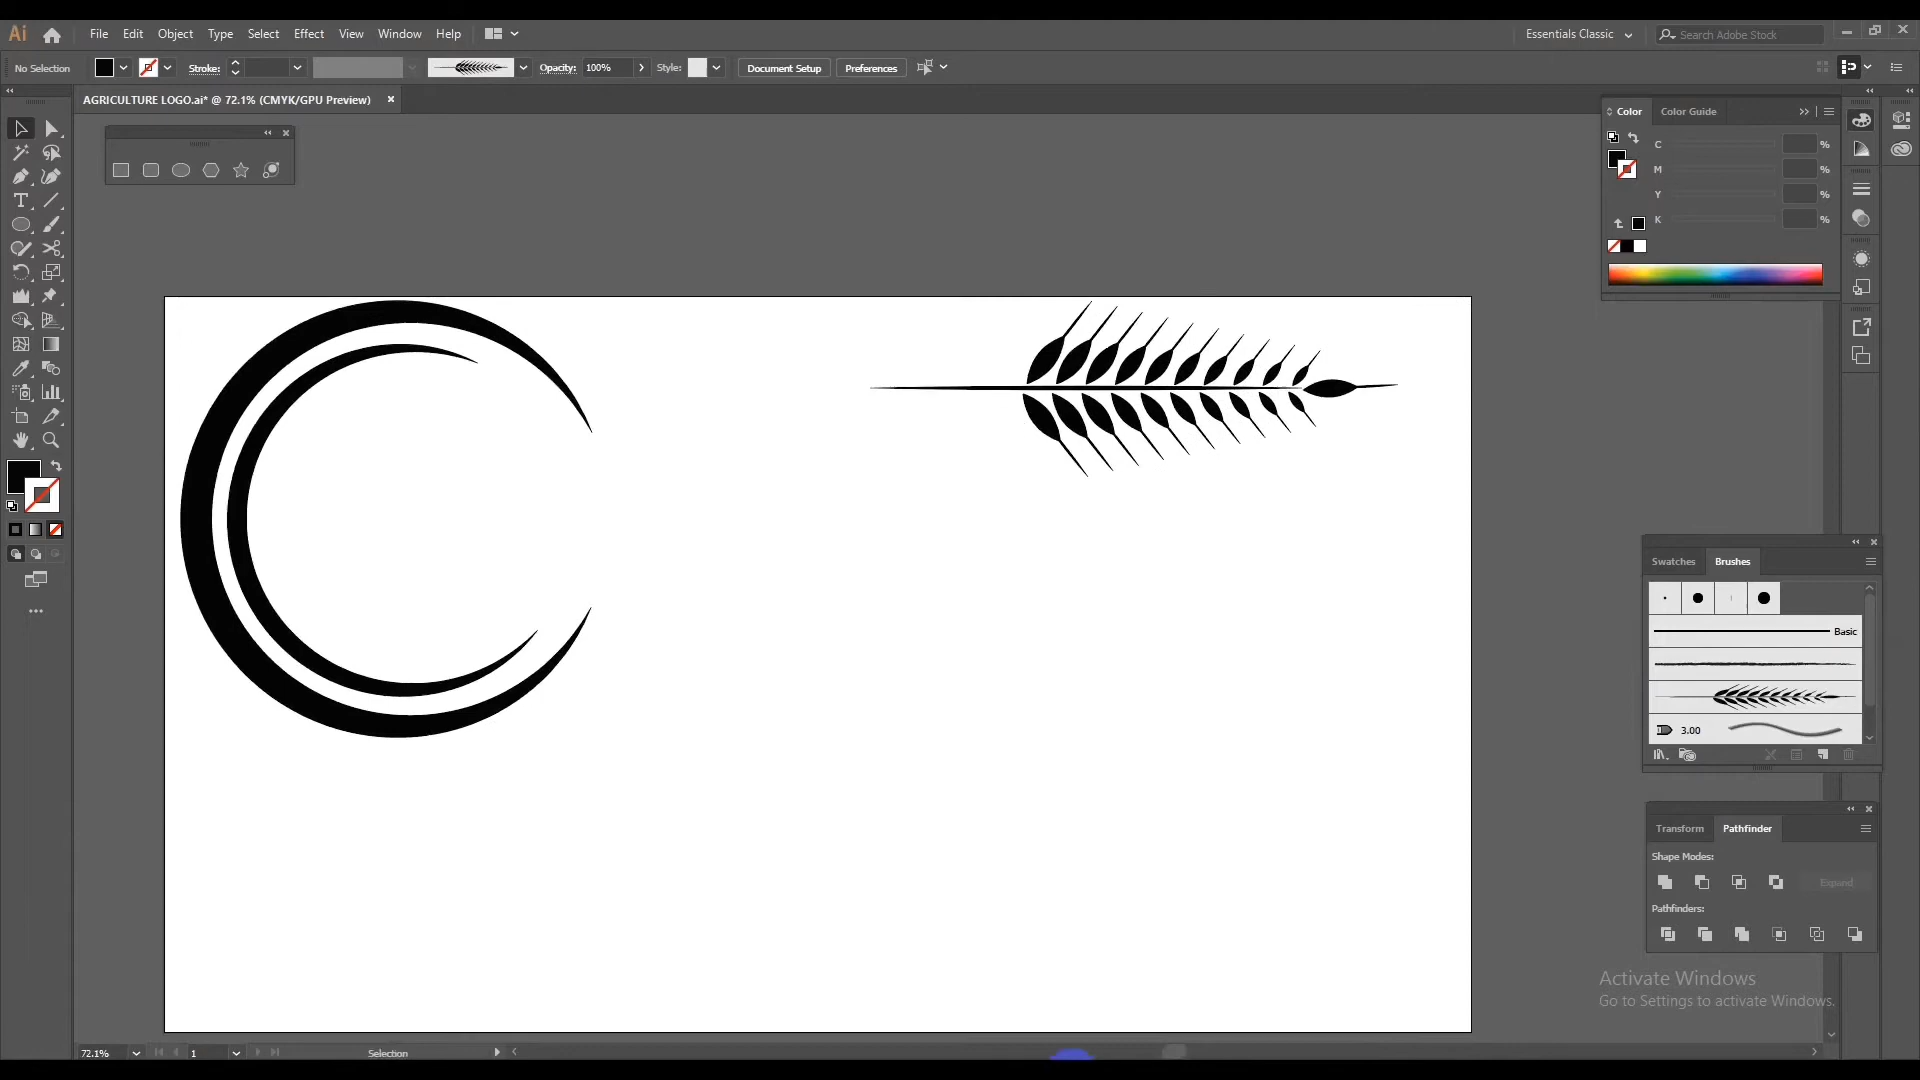 Ai File Edit Object Type Select Effect View Window Help Essentials Classic Search Adobe Stock
No Selection Stroke: Opacity: 100% Style: Document Setup Preferences
AGRICULTURE LOGO.ai* @ 72.1% (CMYK/GPU Preview)
Color Color Guide
C %
M %
Y %
K %
Swatches Brushes
Basic
3.00
Transform Pathfinder
Shape Modes:
Expand
Pathfinders:
Activate Windows
Go to Settings to activate Windows.
72.1% 1 Selection